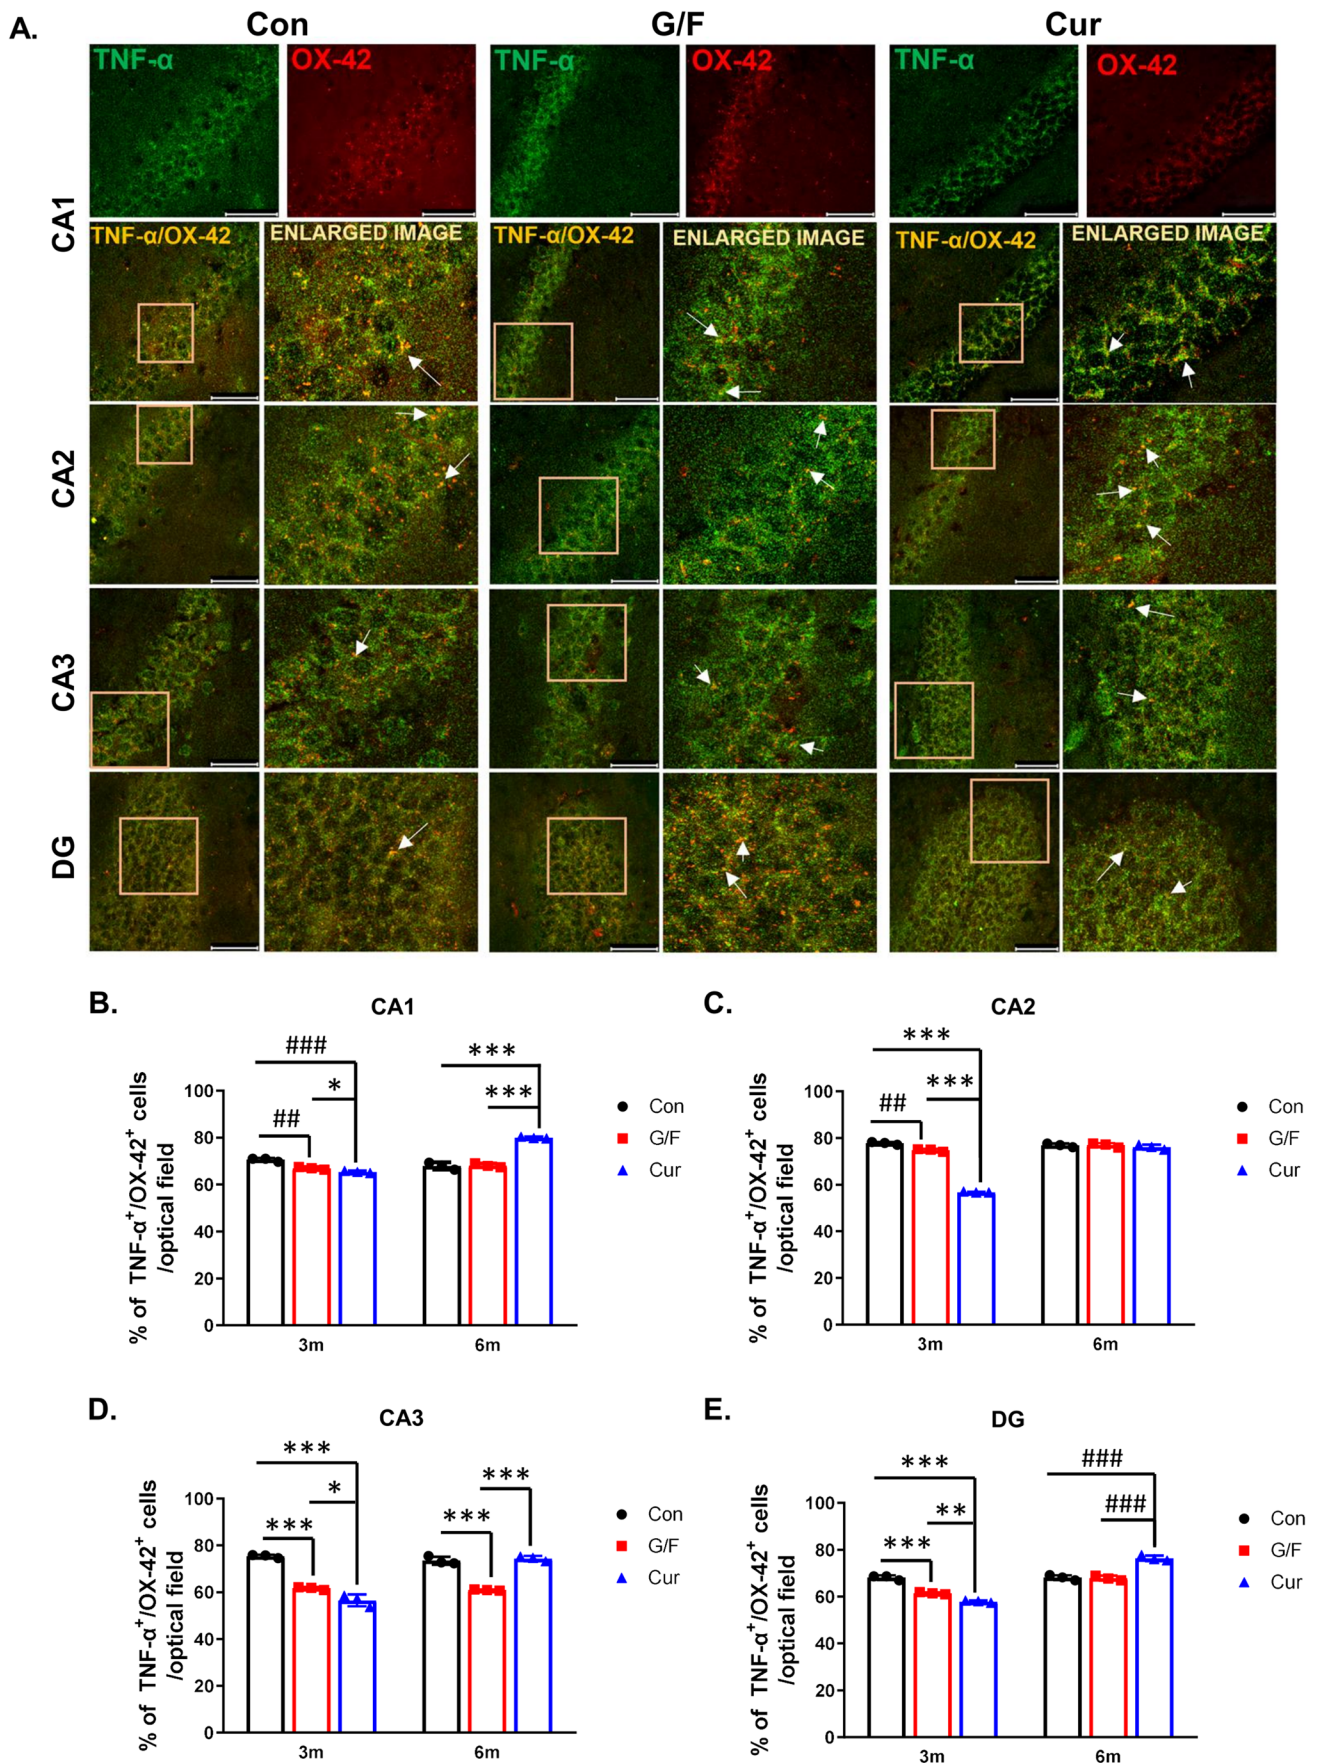 A.
Con G/F Cur
TNF-α OX-42 TNF-α OX-42 TNF-α OX-42
CA1
TNF-α/OX-42 ENLARGED IMAGE TNF-α/OX-42 ENLARGED IMAGE TNF-α/OX-42 ENLARGED IMAGE
CA2
CA3
DG
B.
CA1
% of TNF-α⁺/OX-42⁺ cells
/optical field
100
80
60
40
20
0
###
*
##
***
***
3m
6m
Con
G/F
Cur
C.
CA2
% of TNF-α⁺/OX-42⁺ cells
/optical field
100
80
60
40
20
0
***
***
##
3m
6m
Con
G/F
Cur
D.
CA3
% of TNF-α⁺/OX-42⁺ cells
/optical field
100
80
60
40
20
0
***
*
***
***
***
3m
6m
Con
G/F
Cur
E.
DG
% of TNF-α⁺/OX-42⁺ cells
/optical field
100
80
60
40
20
0
***
**
***
###
###
3m
6m
Con
G/F
Cur